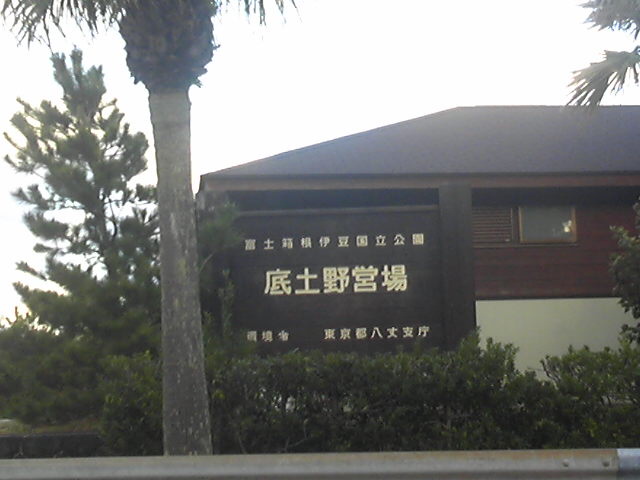 富士箱根伊豆国立公園
底土野営場
環境省 東京都八丈支庁